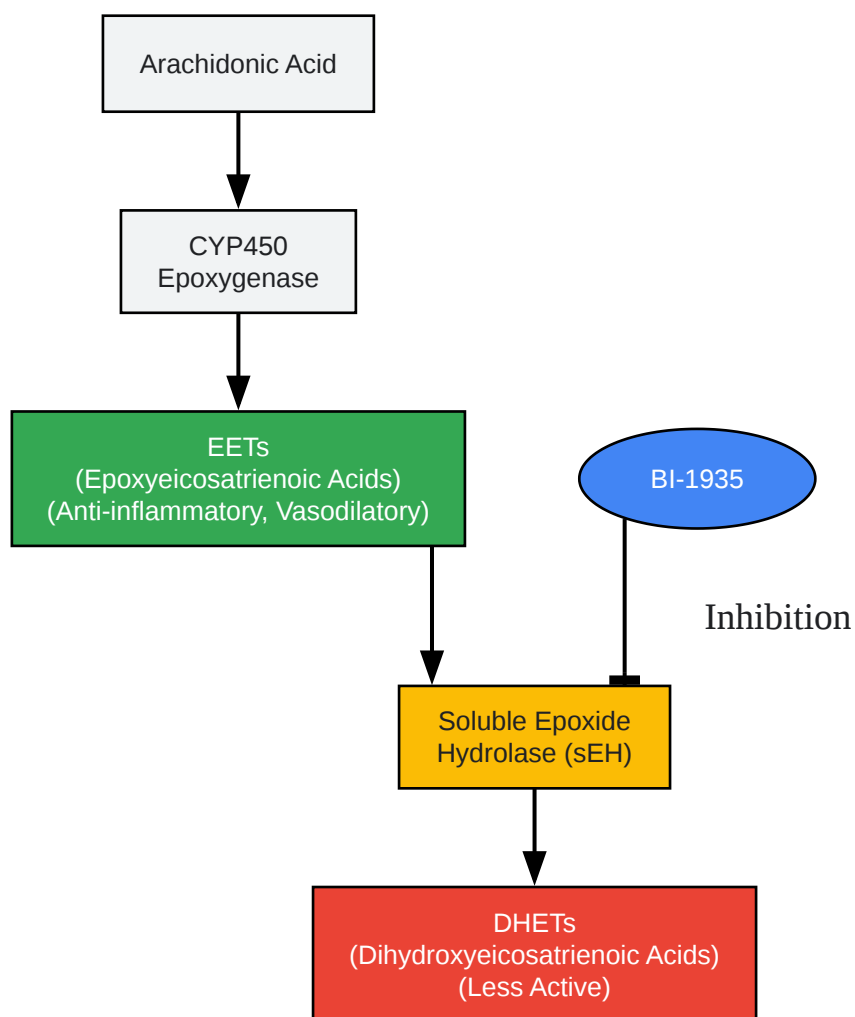 Arachidonic Acid
CYP450
Epoxygenase
EETs
(Epoxyeicosatrienoic Acids)
(Anti-inflammatory, Vasodilatory)
BI-1935
Inhibition
Soluble Epoxide
Hydrolase (sEH)
DHETs
(Dihydroxyeicosatrienoic Acids)
(Less Active)